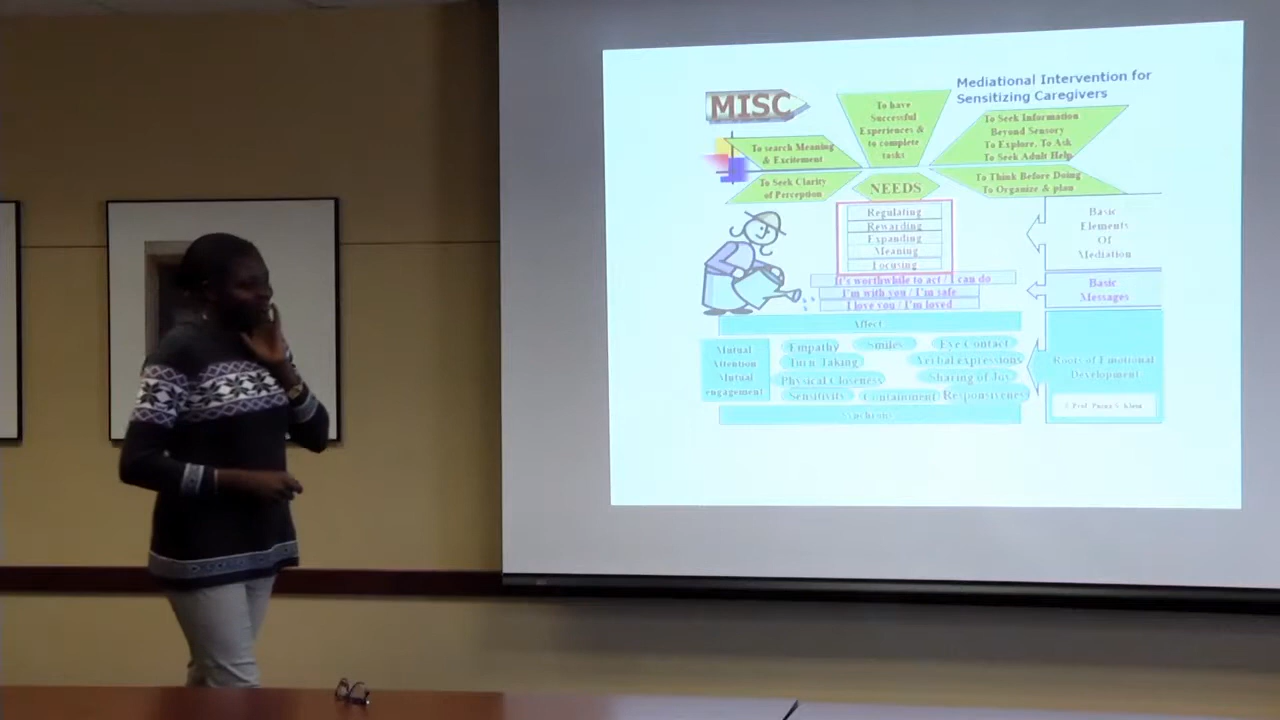 MISC
Mediational Intervention for
Sensitizing Caregivers
To have
Successful
Experiences &
to complete
tasks
To Seek Information
Beyond Sensory
To Explore, To Ask
To Seek Adult Help
To search Meaning
& Excitement
To Seek Clarity
of Perception
NEEDS
To Think Before Doing
To Organize & plan
Regulating
Rewarding
Expanding
Meaning
Focusing
Basic
Elements
Of
Mediation
It's worthwhile to act / I can do
I'm with you / I'm safe
I love you / I'm loved
Basic
Messages
Affect
Mutual
Attention
Mutual
engagement
Empathy
Smiles
Eye Contact
Turn Taking
Verbal expressions
Physical Closeness
Sharing of Joy
Sensitivity
Containment
Responsivenes
Roots of Emotional
Development
Synchrony